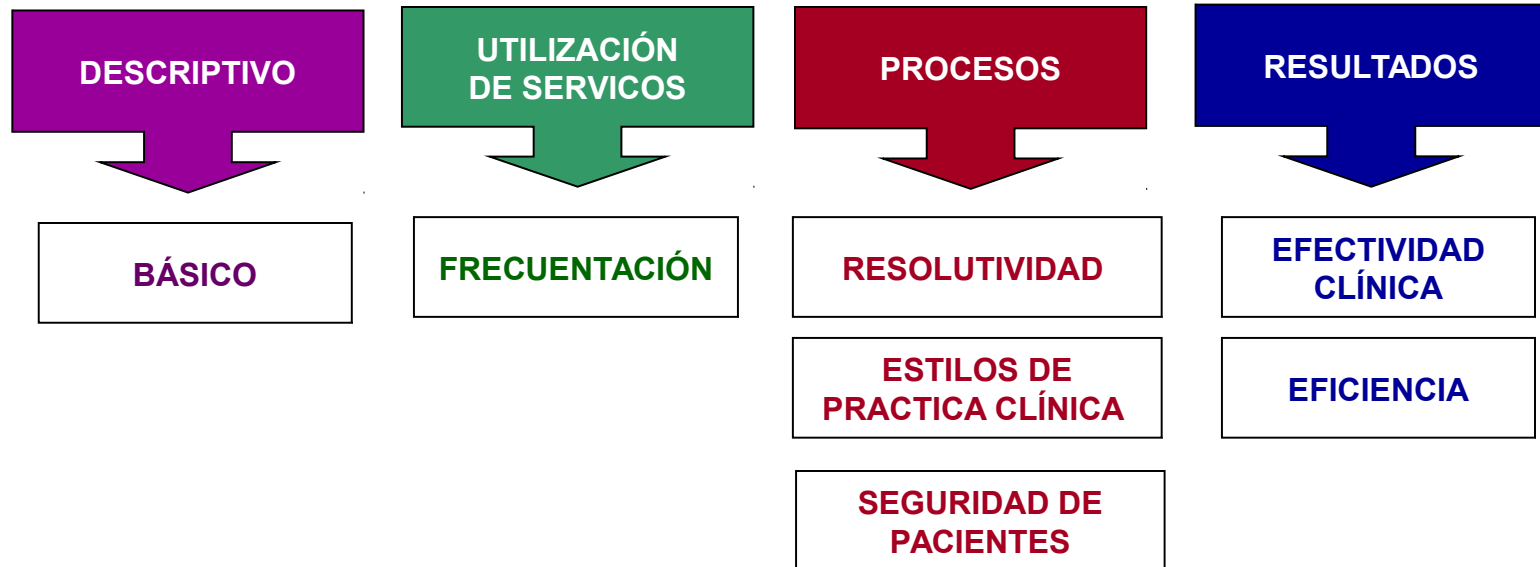 DESCRIPTIVO
UTILIZACIÓN
DE SERVICOS
PROCESOS
RESULTADOS
BÁSICO
FRECUENTACIÓN
RESOLUTIVIDAD
EFECTIVIDAD
CLÍNICA
ESTILOS DE
PRACTICA CLÍNICA
EFICIENCIA
SEGURIDAD DE
PACIENTES